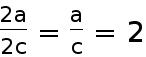 2a/2c = a/c = 2